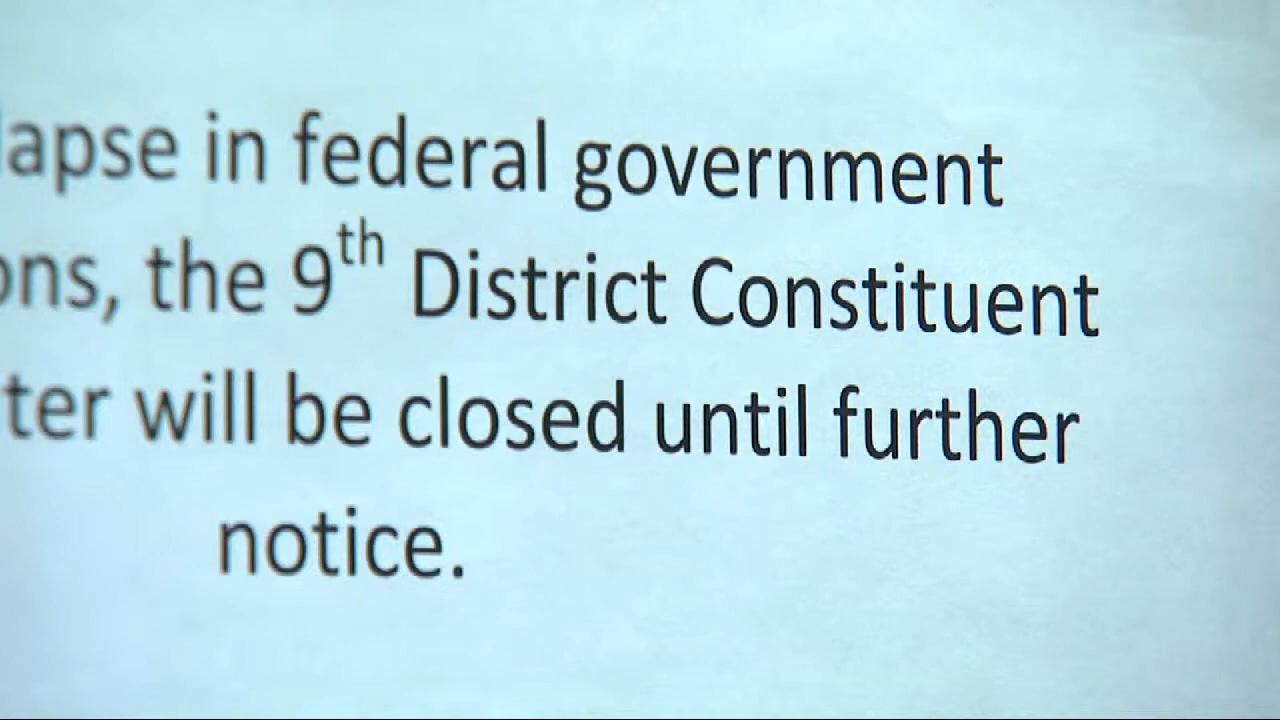 lapse in federal government
ons, the 9th District Constituent
ter will be closed until further
notice.